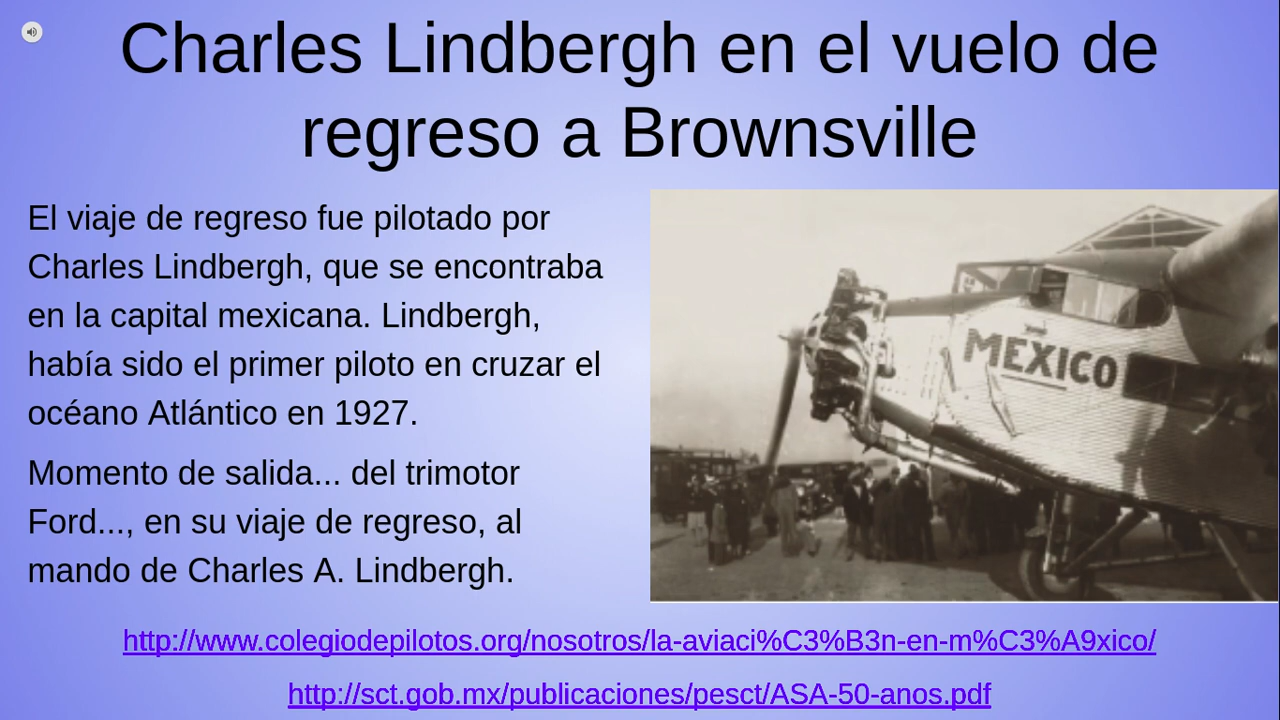 Charles Lindbergh en el vuelo de
regreso a Brownsville
El viaje de regreso fue pilotado por
Charles Lindbergh, que se encontraba
en la capital mexicana. Lindbergh,
había sido el primer piloto en cruzar el
océano Atlántico en 1927.
Momento de salida... del trimotor
Ford..., en su viaje de regreso, al
mando de Charles A. Lindbergh.
MEXICO
http://www.colegiodepilotos.org/nosotros/la-aviaci%C3%B3n-en-m%C3%A9xico/
http://sct.gob.mx/publicaciones/pesct/ASA-50-anos.pdf